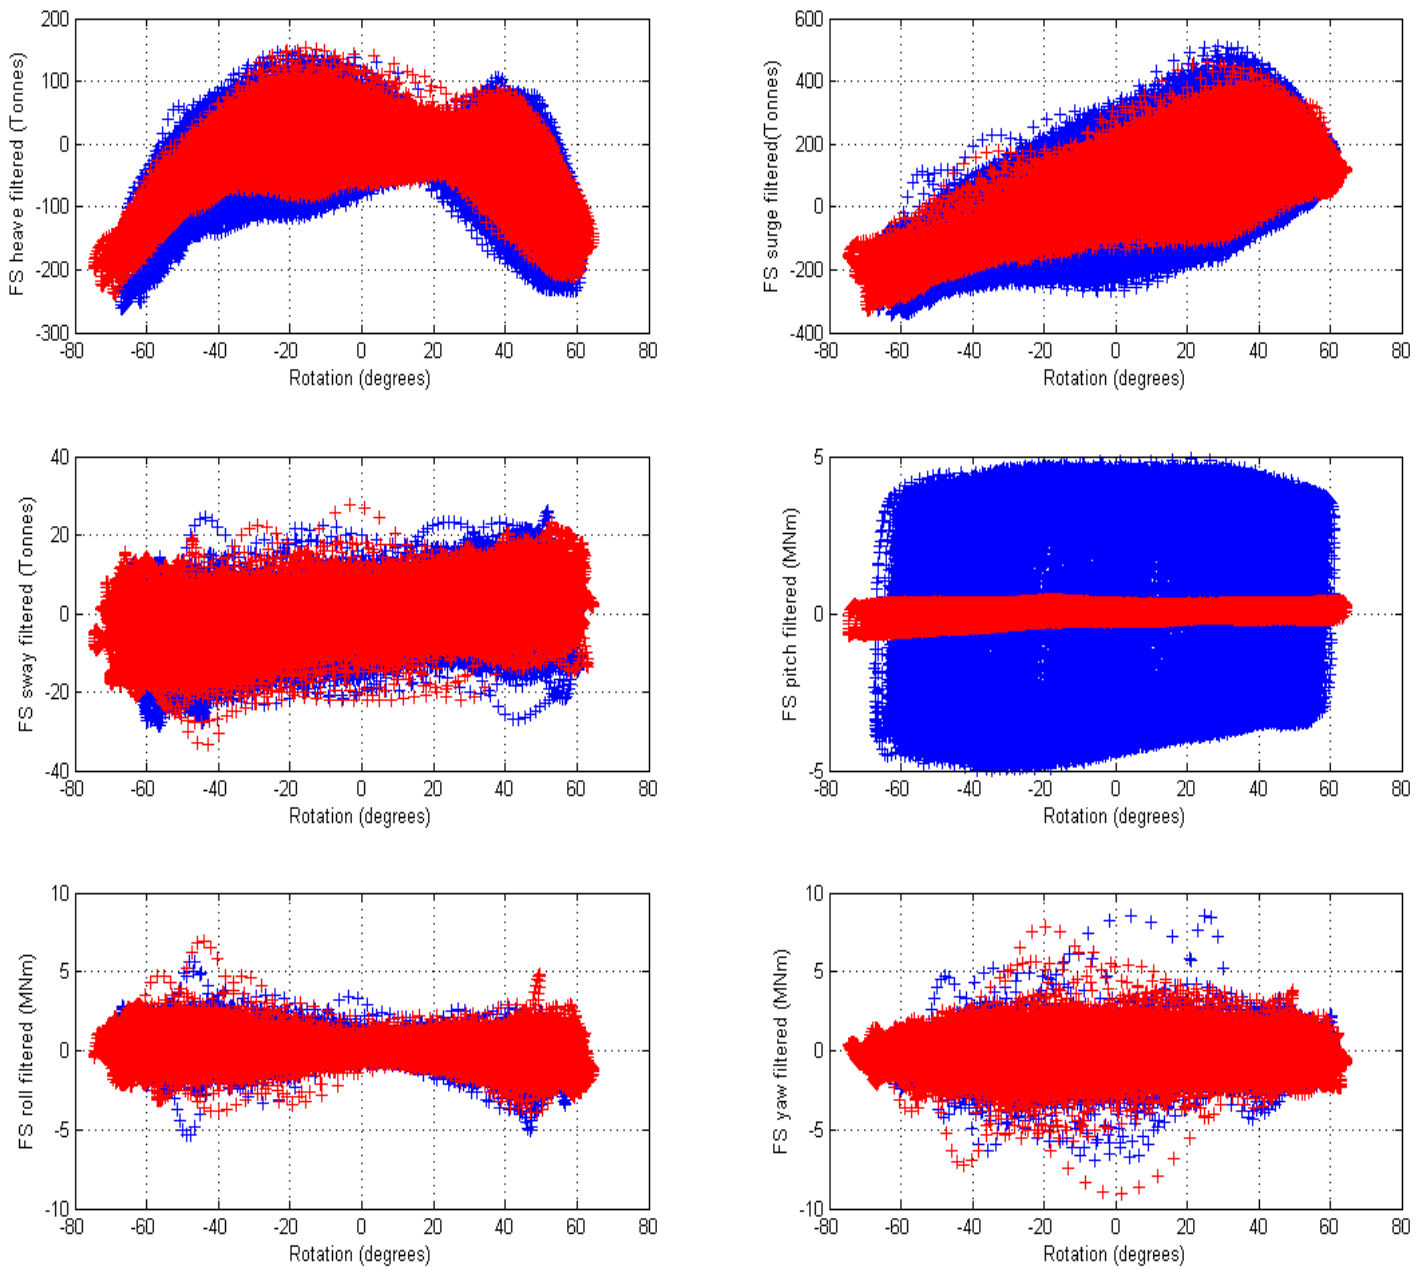 200
100
0
-100
-200
-300
-80 -60 -40 -20 0 20 40 60 80
Rotation (degrees)
FS heave filtered (Tonnes)
600
400
200
0
-200
-400
-80 -60 -40 -20 0 20 40 60 80
Rotation (degrees)
FS surge filtered(Tonnes)
40
20
0
-20
-40
-80 -60 -40 -20 0 20 40 60 80
Rotation (degrees)
FS sway filtered (Tonnes)
5
0
-5
-80 -60 -40 -20 0 20 40 60 80
Rotation (degrees)
FS pitch filtered (MNm)
10
5
0
-5
-10
-80 -60 -40 -20 0 20 40 60 80
Rotation (degrees)
FS roll filtered (MNm)
10
5
0
-5
-10
-80 -60 -40 -20 0 20 40 60 80
Rotation (degrees)
FS yaw filtered (MNm)